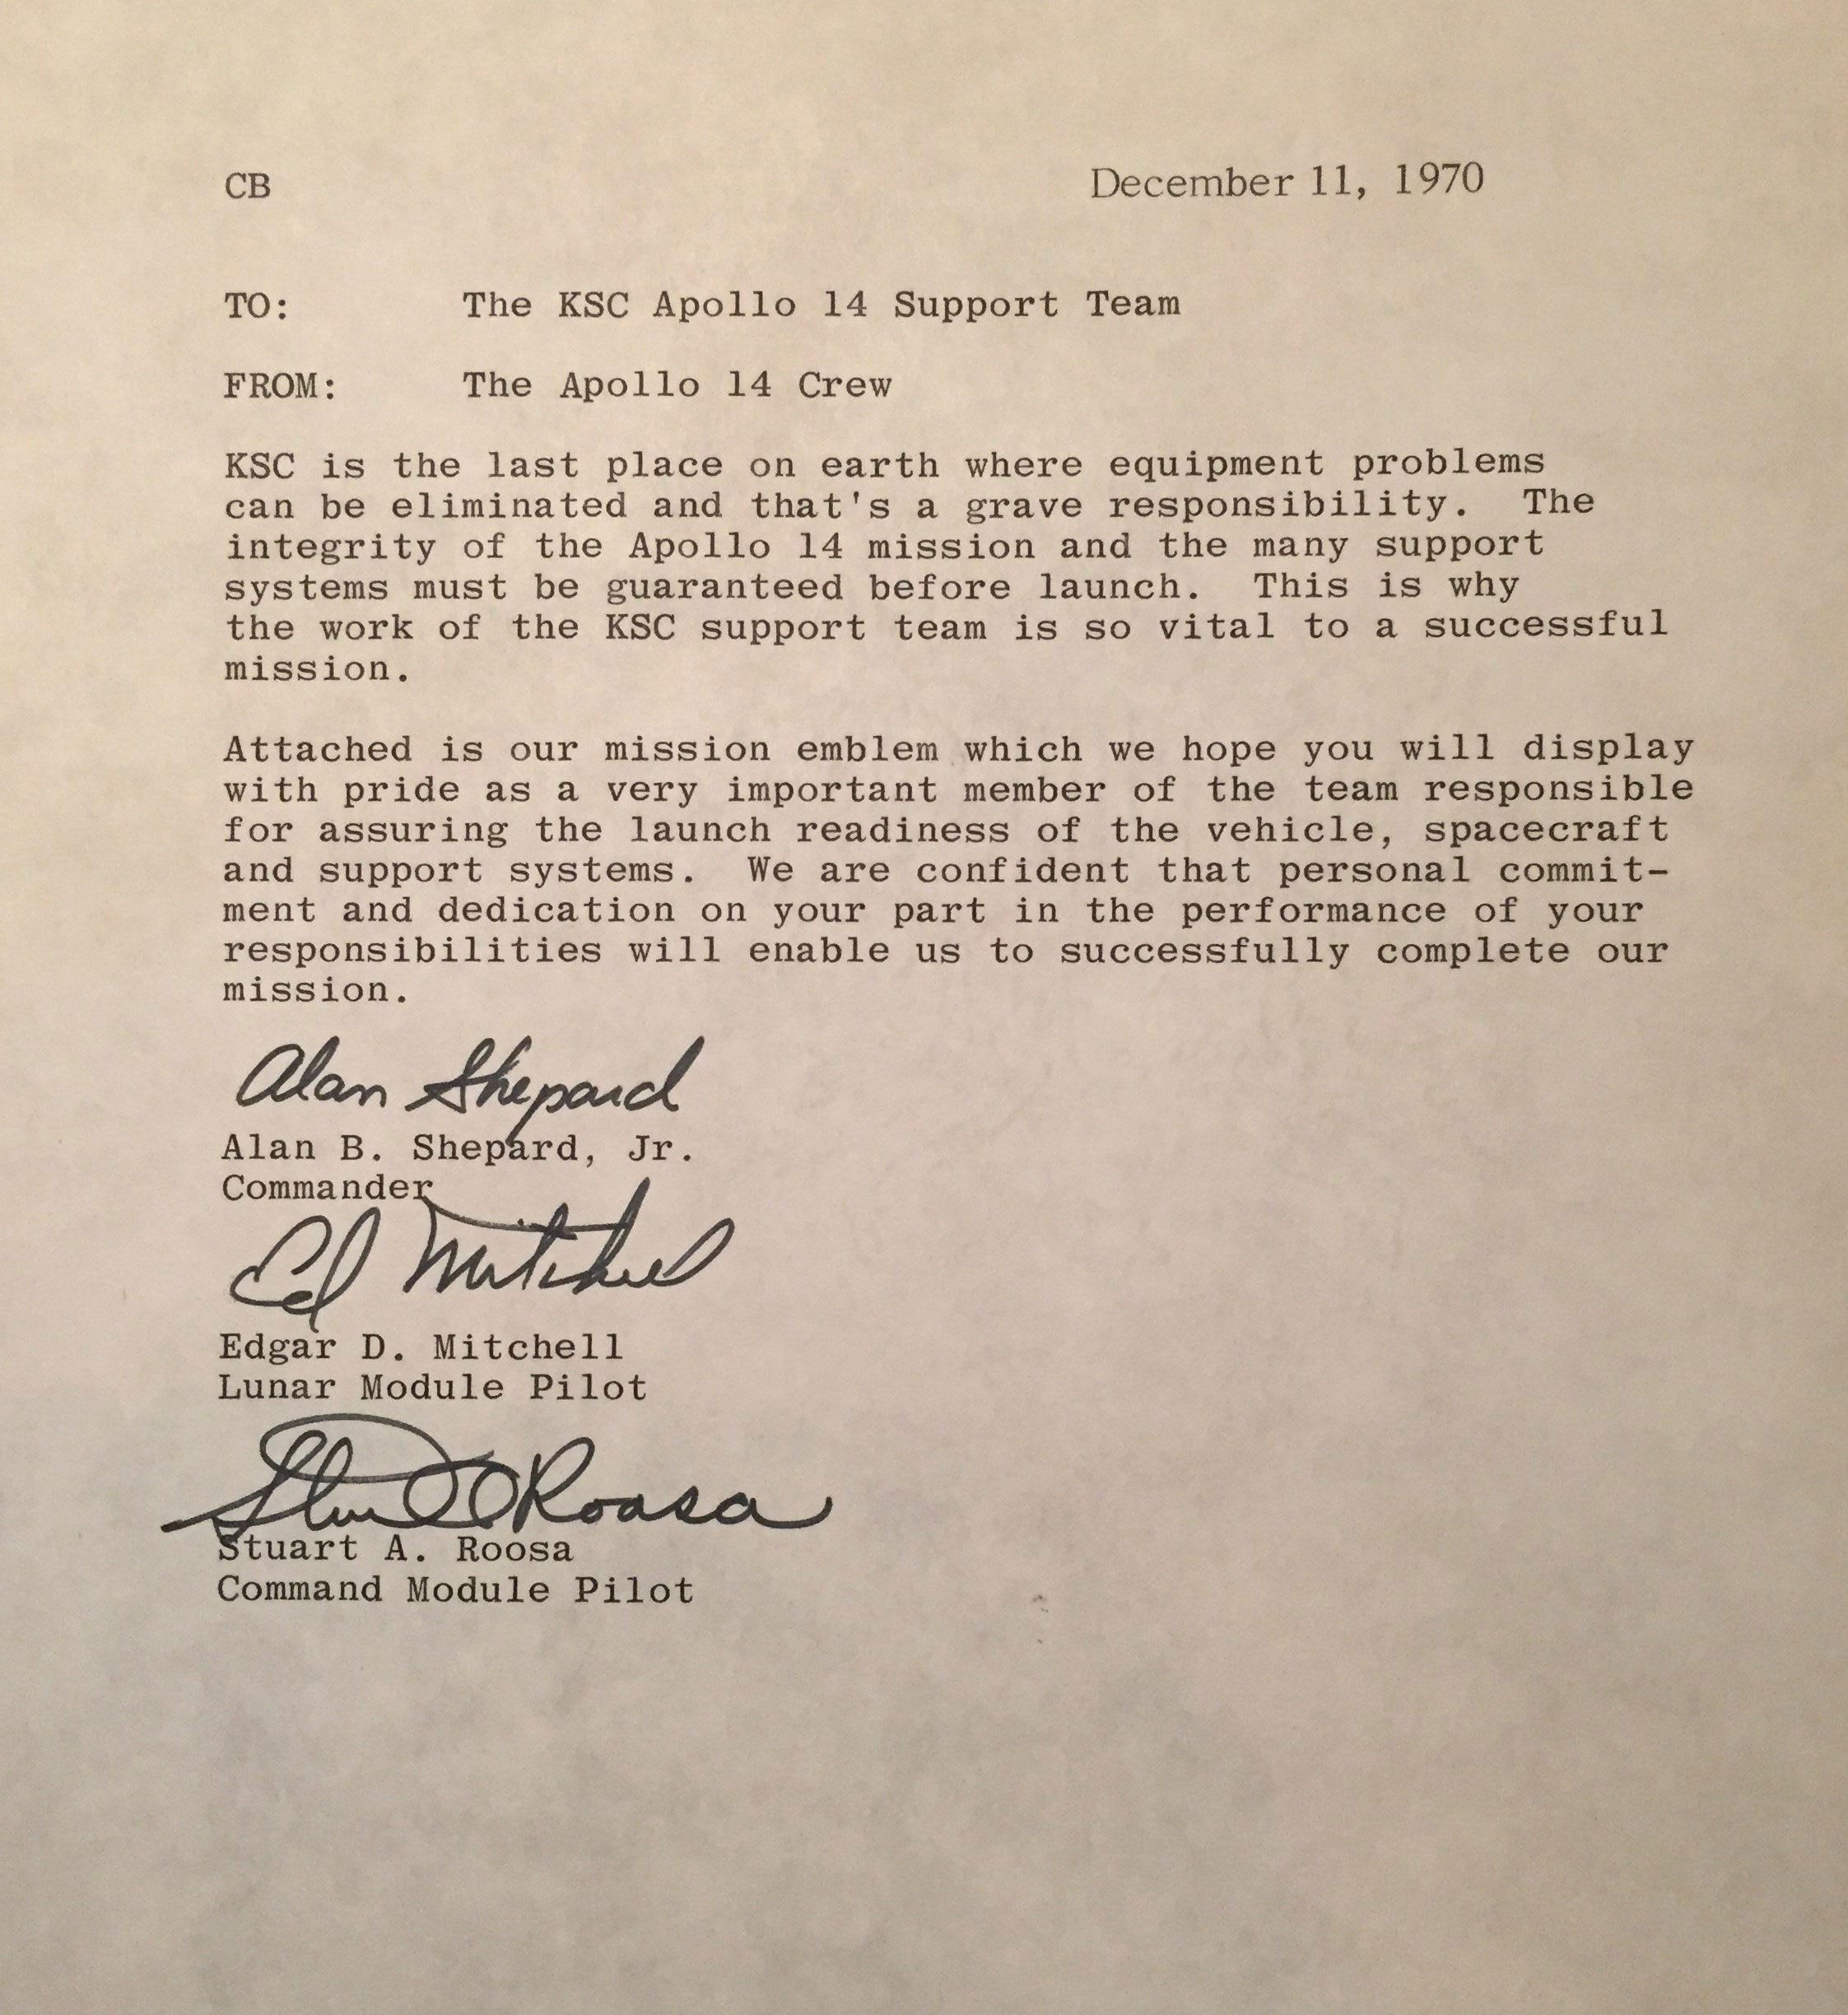 CB December 11, 1970
TO: The KSC Apollo 14 Support Team
FROM: The Apollo 14 Crew
KSC is the last place on earth where equipment problems
can be eliminated and that's a grave responsibility. The
integrity of the Apollo 14 mission and the many support
systems must be guaranteed before launch. This is why
the work of the KSC support team is so vital to a successful
mission.
Attached is our mission emblem which we hope you will display
with pride as a very important member of the team responsible
for assuring the launch readiness of the vehicle, spacecraft
and support systems. We are confident that personal commit-
ment and dedication on your part in the performance of your
responsibilities will enable us to successfully complete our
mission.
Alan Shepard
Alan B. Shepard, Jr.
Commander
Ed Mitchell
Edgar D. Mitchell
Lunar Module Pilot
Stuart Roosa
Stuart A. Roosa
Command Module Pilot